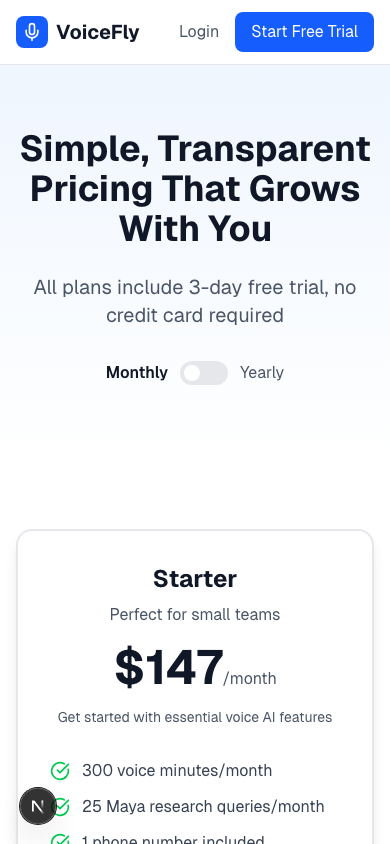 VoiceFly
Login
Start Free Trial
Simple, Transparent
Pricing That Grows
With You
All plans include 3-day free trial, no
credit card required
Monthly
Yearly
Starter
Perfect for small teams
$147/month
Get started with essential voice AI features
300 voice minutes/month
N
25 Maya research queries/month
1 phone number included